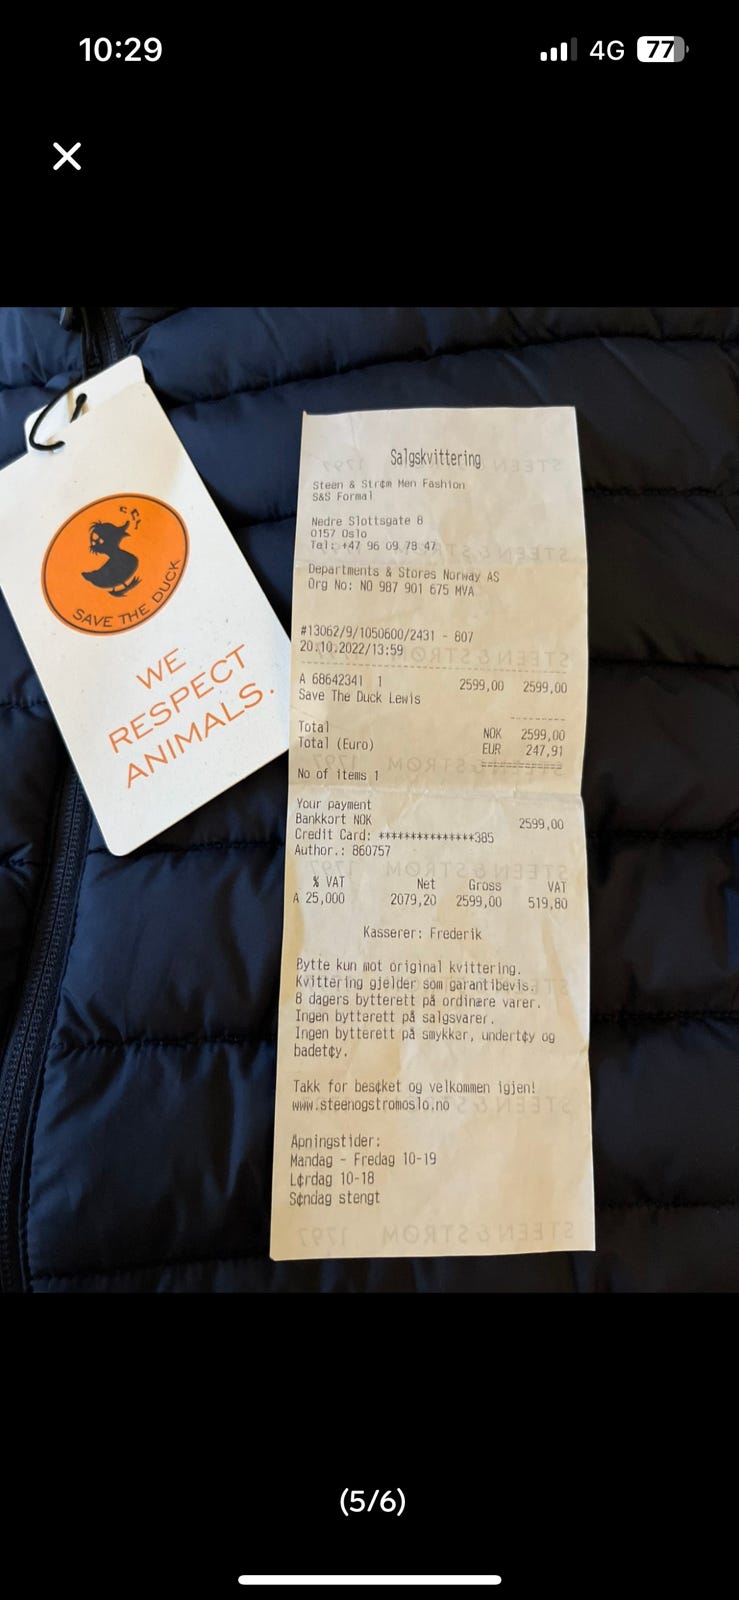 10:29
4G
77
SAVE THE DUCK
WE
RESPECT
ANIMALS.
Salgskvittering
Steen & Strøm Men Fashion
S&S Formal
Nedre Slottsgate 8
0157 Oslo
Tel: +47 96 09 78 47
Departments & Stores Norway AS
Org No: NO 987 901 675 MVA
#13062/9/1050600/2431 - 807
20.10.2022/13:59
A 68642341 1 2599,00 2599,00
Save The Duck Lewis
Total NOK 2599,00
Total (Euro) EUR 247,91
No of items 1
Your payment
Bankkort NOK 2599,00
Credit Card: ***************385
Author.: 860757
% VAT Net Gross VAT
A 25,000 2079,20 2599,00 519,80
Kasserer: Frederik
Bytte kun mot original kvittering.
Kvittering gjelder som garantibevis.
8 dagers bytterett på ordinære varer.
Ingen bytterett på salgsvarer.
Ingen bytterett på smykker, undertøy og
badetøy.
Takk for besøket og velkommen igjen!
www.steenogstromoslo.no
Apningstider:
Mandag - Fredag 10-19
Lørdag 10-18
Søndag stengt
STEEN & STRØM 1797
(5/6)